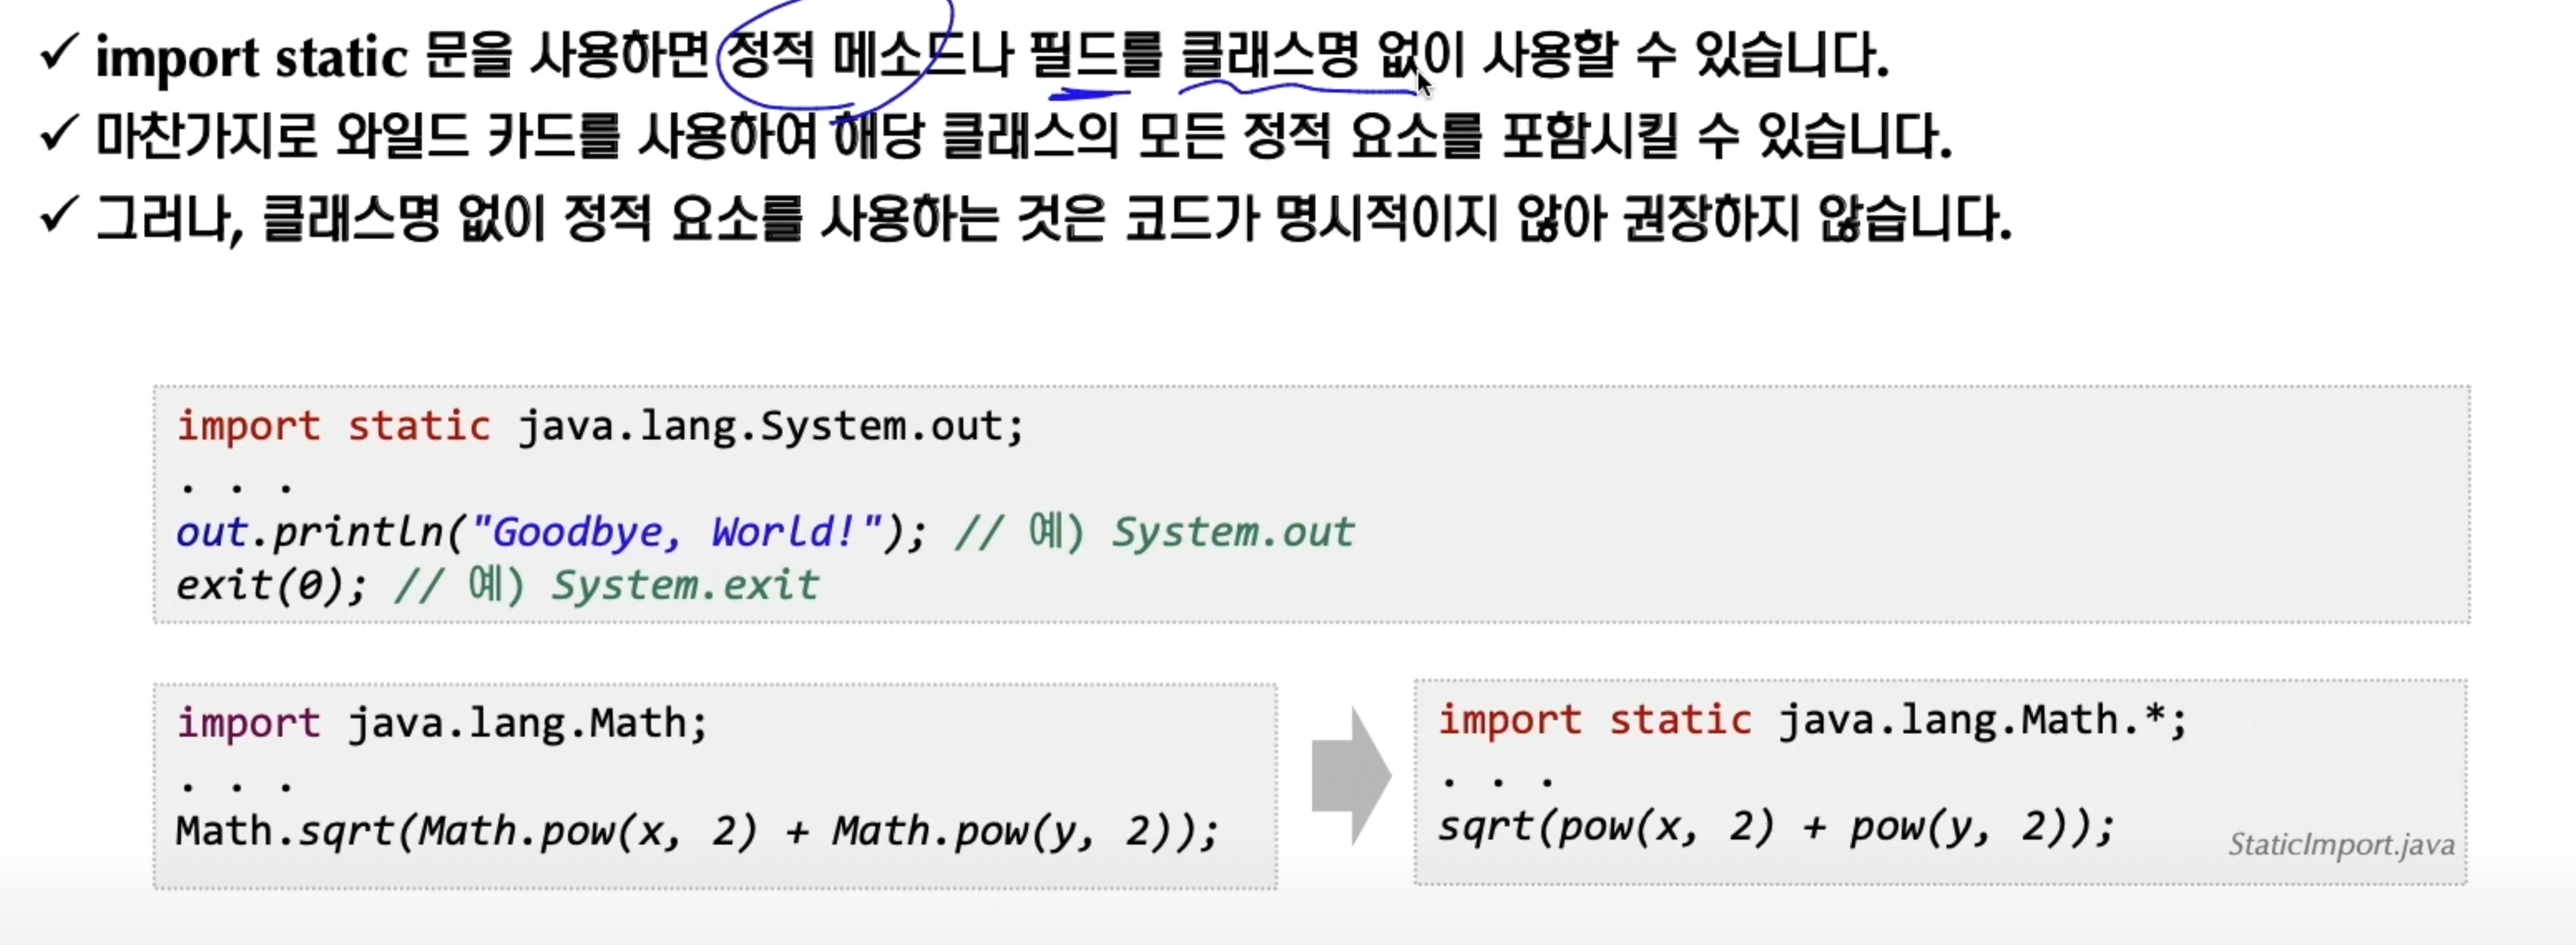 ✓ import static 문을 사용하면 정적 메소드나 필드를 클래스명 없이 사용할 수 있습니다.
✓ 마찬가지로 와일드 카드를 사용하여 해당 클래스의 모든 정적 요소를 포함시킬 수 있습니다.
✓ 그러나, 클래스명 없이 정적 요소를 사용하는 것은 코드가 명시적이지 않아 권장하지 않습니다.
import static java.lang.System.out;
. . .
out.println("Goodbye, World!"); // 예) System.out
exit(0); // 예) System.exit
import java.lang.Math;
. . .
Math.sqrt(Math.pow(x, 2) + Math.pow(y, 2));
import static java.lang.Math.*;
. . .
sqrt(pow(x, 2) + pow(y, 2));
StaticImport.java